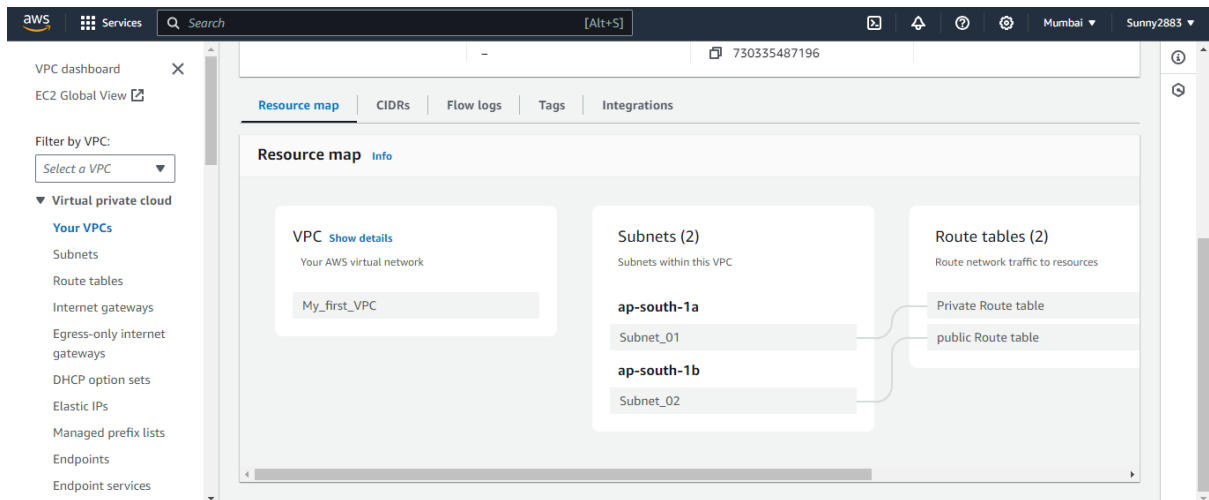 aws Services Search [Alt+S] Mumbai Sunny2883
VPC dashboard
EC2 Global View
Filter by VPC:
Select a VPC
Virtual private cloud
Your VPCs
Subnets
Route tables
Internet gateways
Egress-only internet
gateways
DHCP option sets
Elastic IPs
Managed prefix lists
Endpoints
Endpoint services
– 730335487196
Resource map CIDRs Flow logs Tags Integrations
Resource map Info
VPC Show details
Your AWS virtual network
My_first_VPC
Subnets (2)
Subnets within this VPC
ap-south-1a
Subnet_01
ap-south-1b
Subnet_02
Route tables (2)
Route network traffic to resources
Private Route table
public Route table